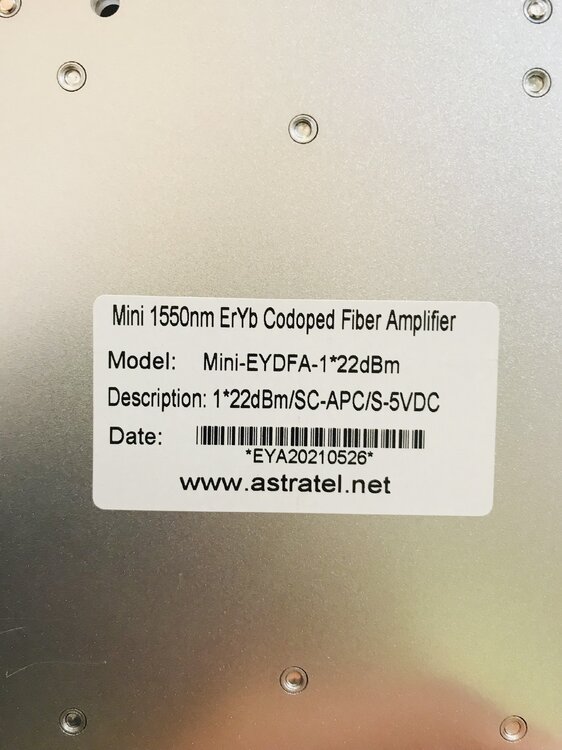 Mini 1550nm ErYb Codoped Fiber Amplifier
Model: Mini-EYDFA-1*22dBm
Description: 1*22dBm/SC-APC/S-5VDC
Date:
*EYA20210526*
www.astratel.net